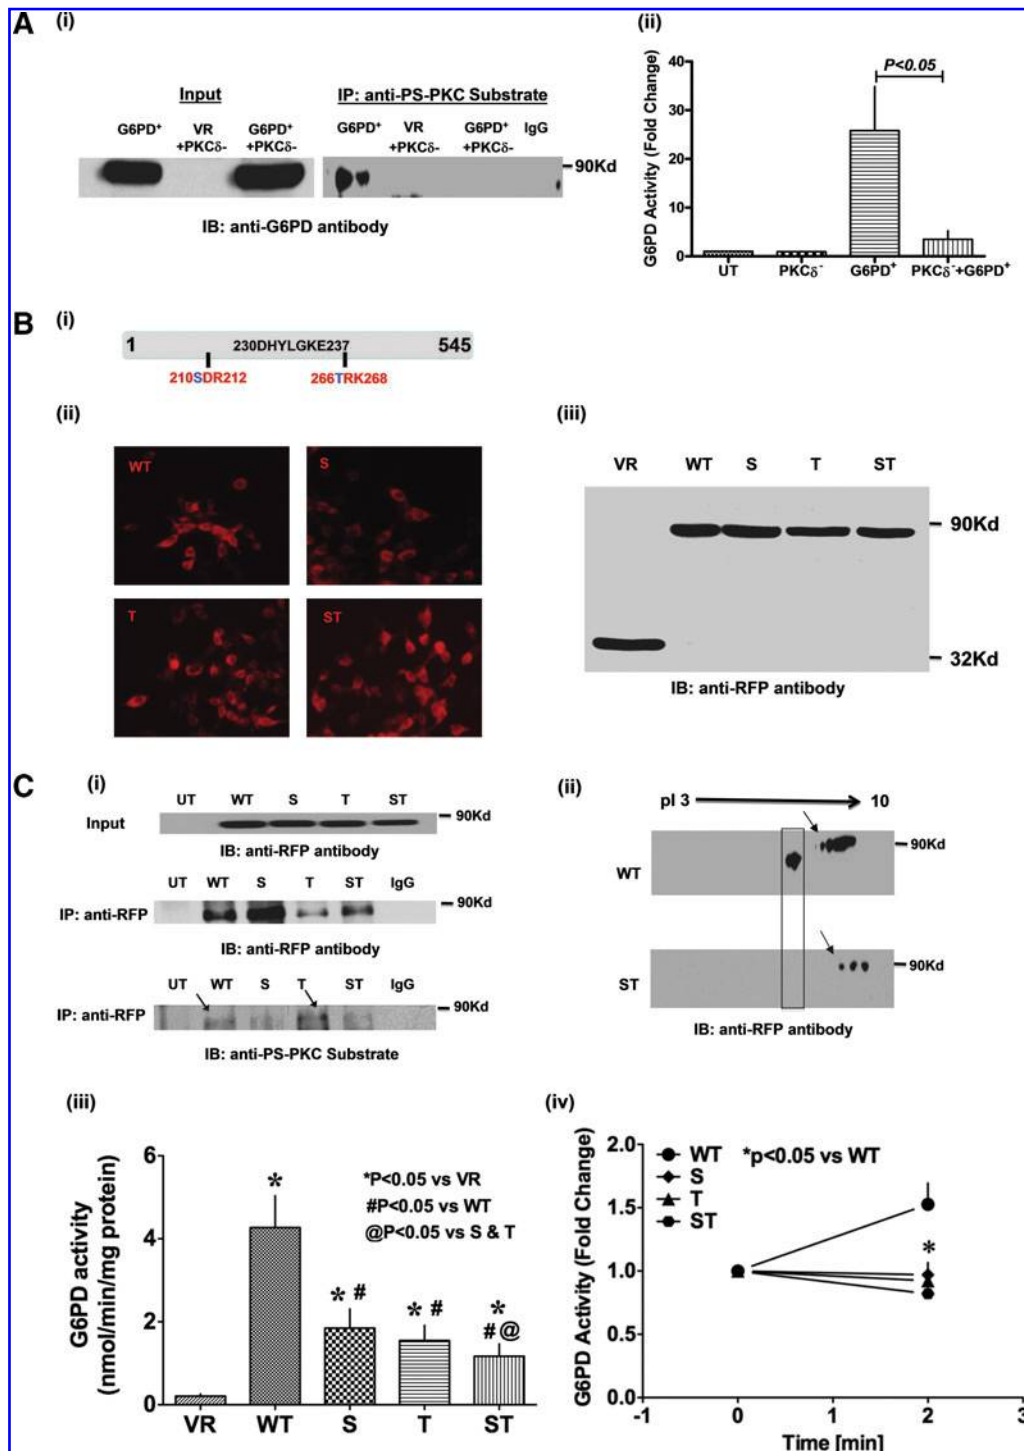 A (i)
Input
G6PD⁺ VR +PKCδ- G6PD⁺ +PKCδ-
IP: anti-PS-PKC Substrate
G6PD⁺ VR +PKCδ- G6PD⁺ +PKCδ- IgG
90Kd
IB: anti-G6PD antibody
(ii)
G6PD Activity (Fold Change)
40
30
20
10
0
P<0.05
UT PKCδ⁻ G6PD⁺ PKCδ⁻+G6PD⁺
B (i)
1 230DHYLGKE237 545
210SDR212 266TRK268
(ii)
WT S
T ST
(iii)
VR WT S T ST
90Kd
32Kd
IB: anti-RFP antibody
C (i)
UT WT S T ST
Input 90Kd
IB: anti-RFP antibody
UT WT S T ST IgG
IP: anti-RFP 90Kd
IB: anti-RFP antibody
UT WT S T ST IgG
IP: anti-RFP 90Kd
IB: anti-PS-PKC Substrate
(ii)
pI 3 10
WT 90Kd
ST 90Kd
IB: anti-RFP antibody
(iii)
G6PD activity
(nmol/min/mg protein)
6
4
2
0
*P<0.05 vs VR
#P<0.05 vs WT
@P<0.05 vs S & T
*
* #
* #
*
# @
VR WT S T ST
(iv)
G6PD Activity (Fold Change)
2.0
1.5
1.0
0.5
0.0
WT
S
T
ST
*p<0.05 vs WT
*
-1 0 1 2 3
Time [min]